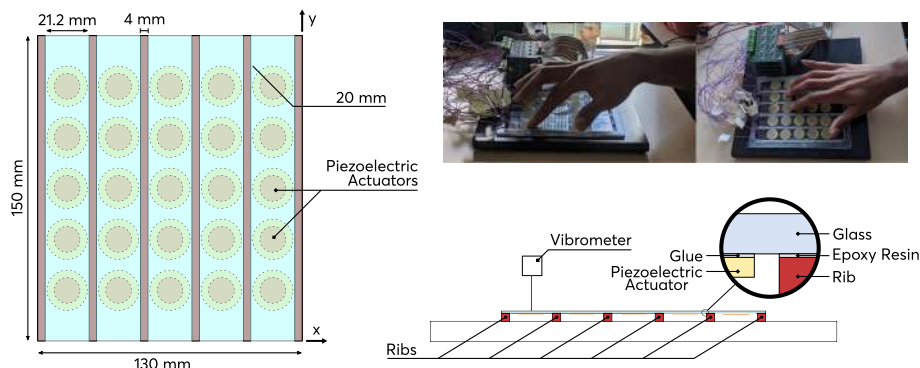 21.2 mm
4 mm
y
20 mm
Piezoelectric
Actuators
150 mm
x
130 mm
Vibrometer
Glass
Glue
Epoxy Resin
Piezoelectric
Actuator
Rib
Ribs